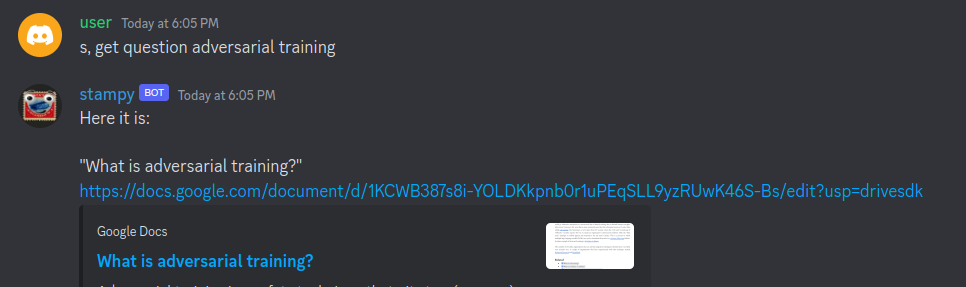 user Today at 6:05 PM
s, get question adversarial training
stampy BOT Today at 6:05 PM
Here it is:
"What is adversarial training?"
https://docs.google.com/document/d/1KCWB387s8i-YOLDKkpnb0r1uPEqSLL9yzRUwK46S-Bs/edit?usp=drivesdk
Google Docs
What is adversarial training?